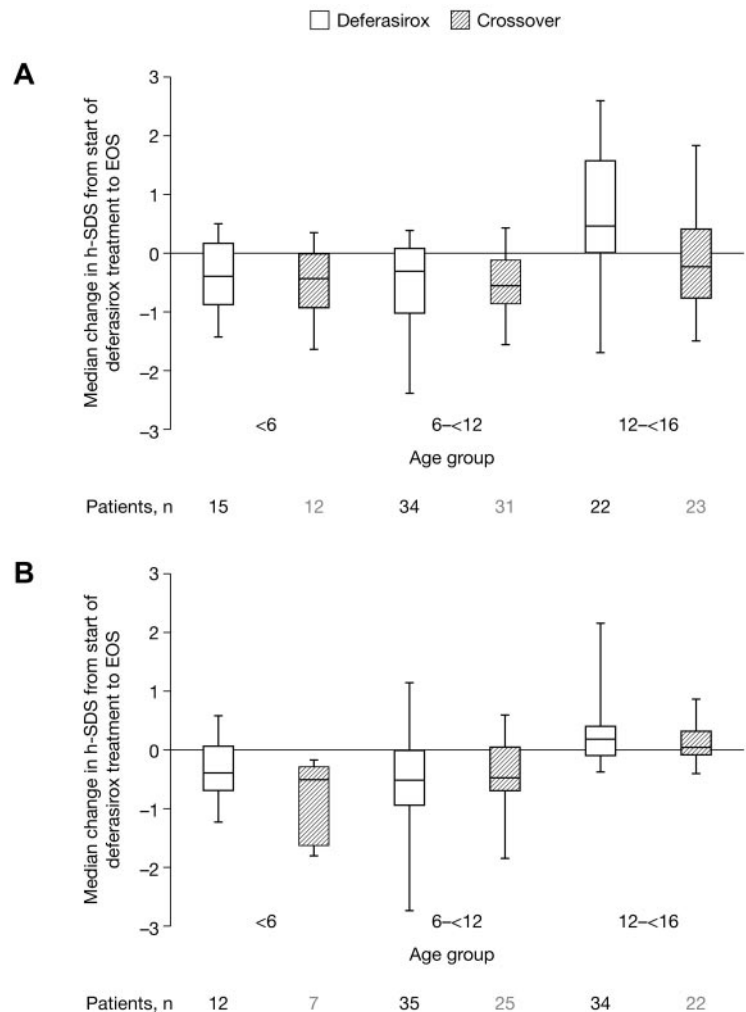 Deferasirox Crossover
A
Median change in h-SDS from start of
deferasirox treatment to EOS
3
2
1
0
–1
–2
–3
<6 6–<12 12–<16
Age group
Patients, n 15 12 34 31 22 23
B
Median change in h-SDS from start of
deferasirox treatment to EOS
3
2
1
0
–1
–2
–3
<6 6–<12 12–<16
Age group
Patients, n 12 7 35 25 34 22